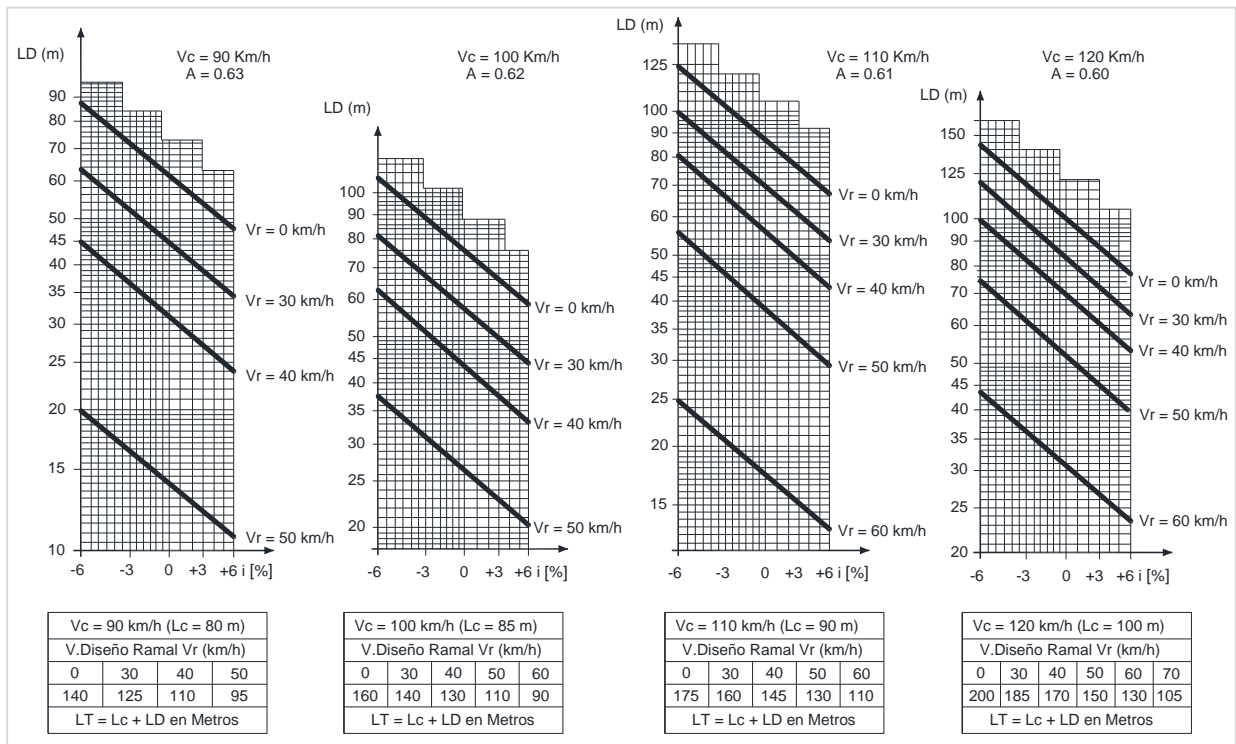 LD (m)
Vc = 90 Km/h
A = 0.63
90
80
70
60
50
45
40
35
30
25
20
15
10
Vr = 0 km/h
Vr = 30 km/h
Vr = 40 km/h
Vr = 50 km/h
-6 -3 0 +3 +6 i [%]
LD (m)
Vc = 100 Km/h
A = 0.62
100
90
80
70
60
50
45
40
35
30
25
20
Vr = 0 km/h
Vr = 30 km/h
Vr = 40 km/h
Vr = 50 km/h
-6 -3 0 +3 +6 i [%]
LD (m)
Vc = 110 Km/h
A = 0.61
125
100
90
80
70
60
50
45
40
35
30
25
20
15
Vr = 0 km/h
Vr = 30 km/h
Vr = 40 km/h
Vr = 50 km/h
Vr = 60 km/h
-6 -3 0 +3 +6 i [%]
LD (m)
Vc = 120 Km/h
A = 0.60
150
125
100
90
80
70
60
50
45
40
35
30
25
20
Vr = 0 km/h
Vr = 30 km/h
Vr = 40 km/h
Vr = 50 km/h
Vr = 60 km/h
-6 -3 0 +3 +6 i [%]
Vc = 90 km/h (Lc = 80 m)
V.Diseño Ramal Vr (km/h)
0 30 40 50
140 125 110 95
LT = Lc + LD en Metros
Vc = 100 km/h (Lc = 85 m)
V.Diseño Ramal Vr (km/h)
0 30 40 50 60
160 140 130 110 90
LT = Lc + LD en Metros
Vc = 110 km/h (Lc = 90 m)
V.Diseño Ramal Vr (km/h)
0 30 40 50 60
175 160 145 130 110
LT = Lc + LD en Metros
Vc = 120 km/h (Lc = 100 m)
V.Diseño Ramal Vr (km/h)
0 30 40 50 60 70
200 185 170 150 130 105
LT = Lc + LD en Metros